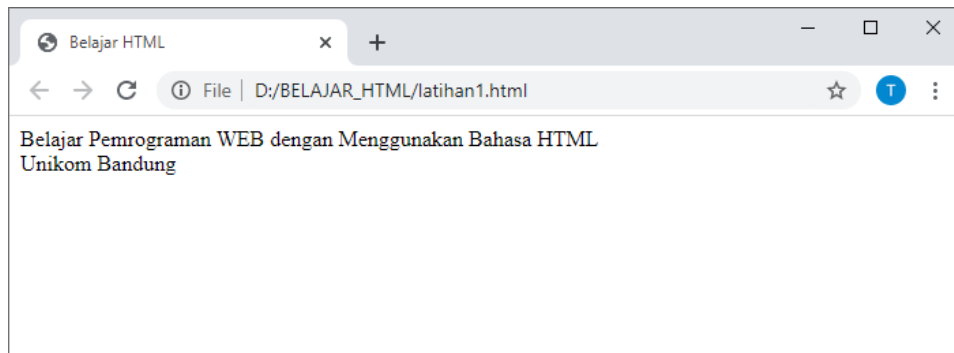 Belajar HTML
File | D:/BELAJAR_HTML/latihan1.html
T
Belajar Pemrograman WEB dengan Menggunakan Bahasa HTML
Unikom Bandung